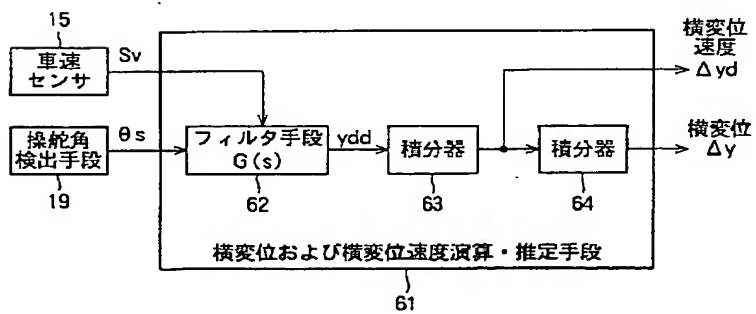 15
車速
センサ
Sv
操舵角
検出手段
19
θs
フィルタ手段
G(s)
62
ydd
積分器
63
積分器
64
横変位
速度
Δyd
横変位
Δy
横変位および横変位速度演算・推定手段
61